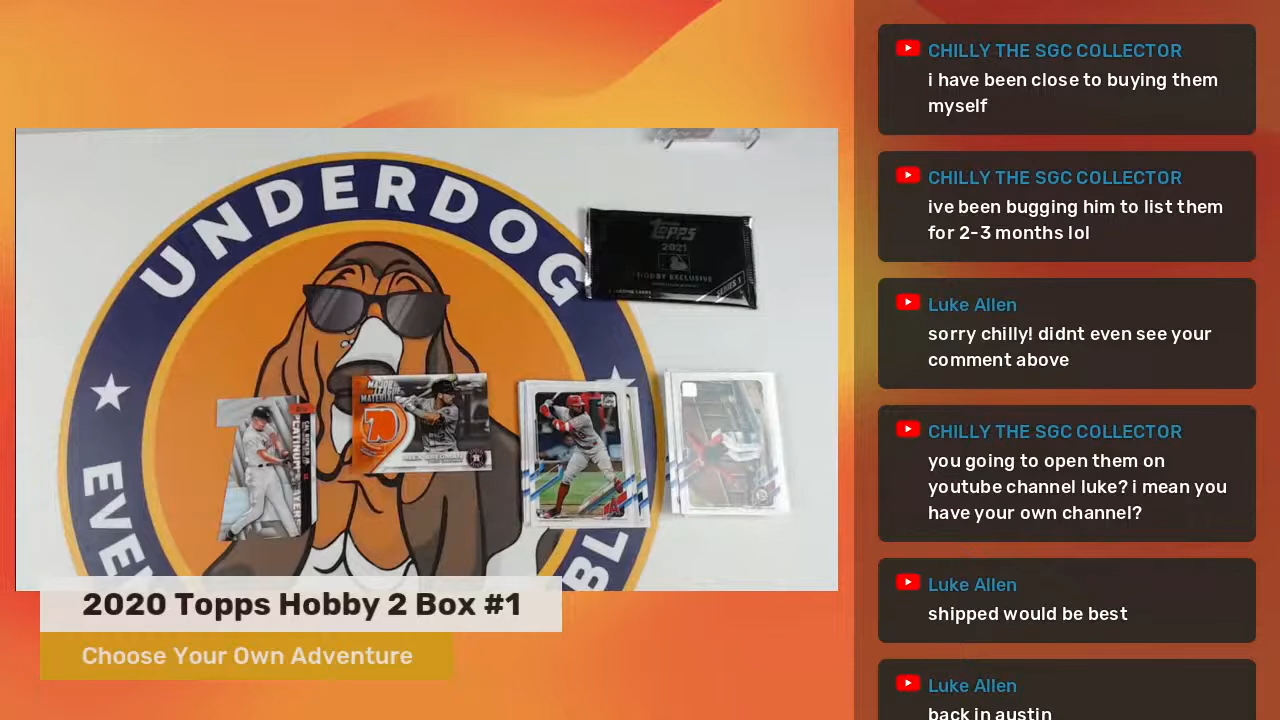 UNDERDOG
EVE
BL
TOPPS
2021
HOBBY EXCLUSIVE
SERIES 1
MAJOR
LEAGUE
MATERIAL
ALEX BREGMAN
2020 Topps Hobby 2 Box #1
Choose Your Own Adventure
CHILLY THE SGC COLLECTOR
i have been close to buying them
myself
CHILLY THE SGC COLLECTOR
ive been bugging him to list them
for 2-3 months lol
Luke Allen
sorry chilly! didnt even see your
comment above
CHILLY THE SGC COLLECTOR
you going to open them on
youtube channel luke? i mean you
have your own channel?
Luke Allen
shipped would be best
Luke Allen
back in austin